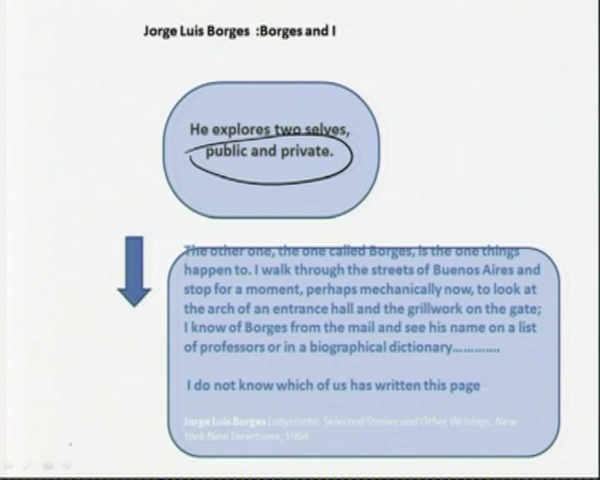 Jorge Luis Borges :Borges and I
He explores two selves,
public and private.
The other one, the one called Borges, is the one things
happen to. I walk through the streets of Buenos Aires and
stop for a moment, perhaps mechanically now, to look at
the arch of an entrance hall and the grillwork on the gate;
I know of Borges from the mail and see his name on a list
of professors or in a biographical dictionary.............
I do not know which of us has written this page
Jorge Luis Borges Labyrinths: Selected Stories and Other Writings, New
York:New Directions, 1964